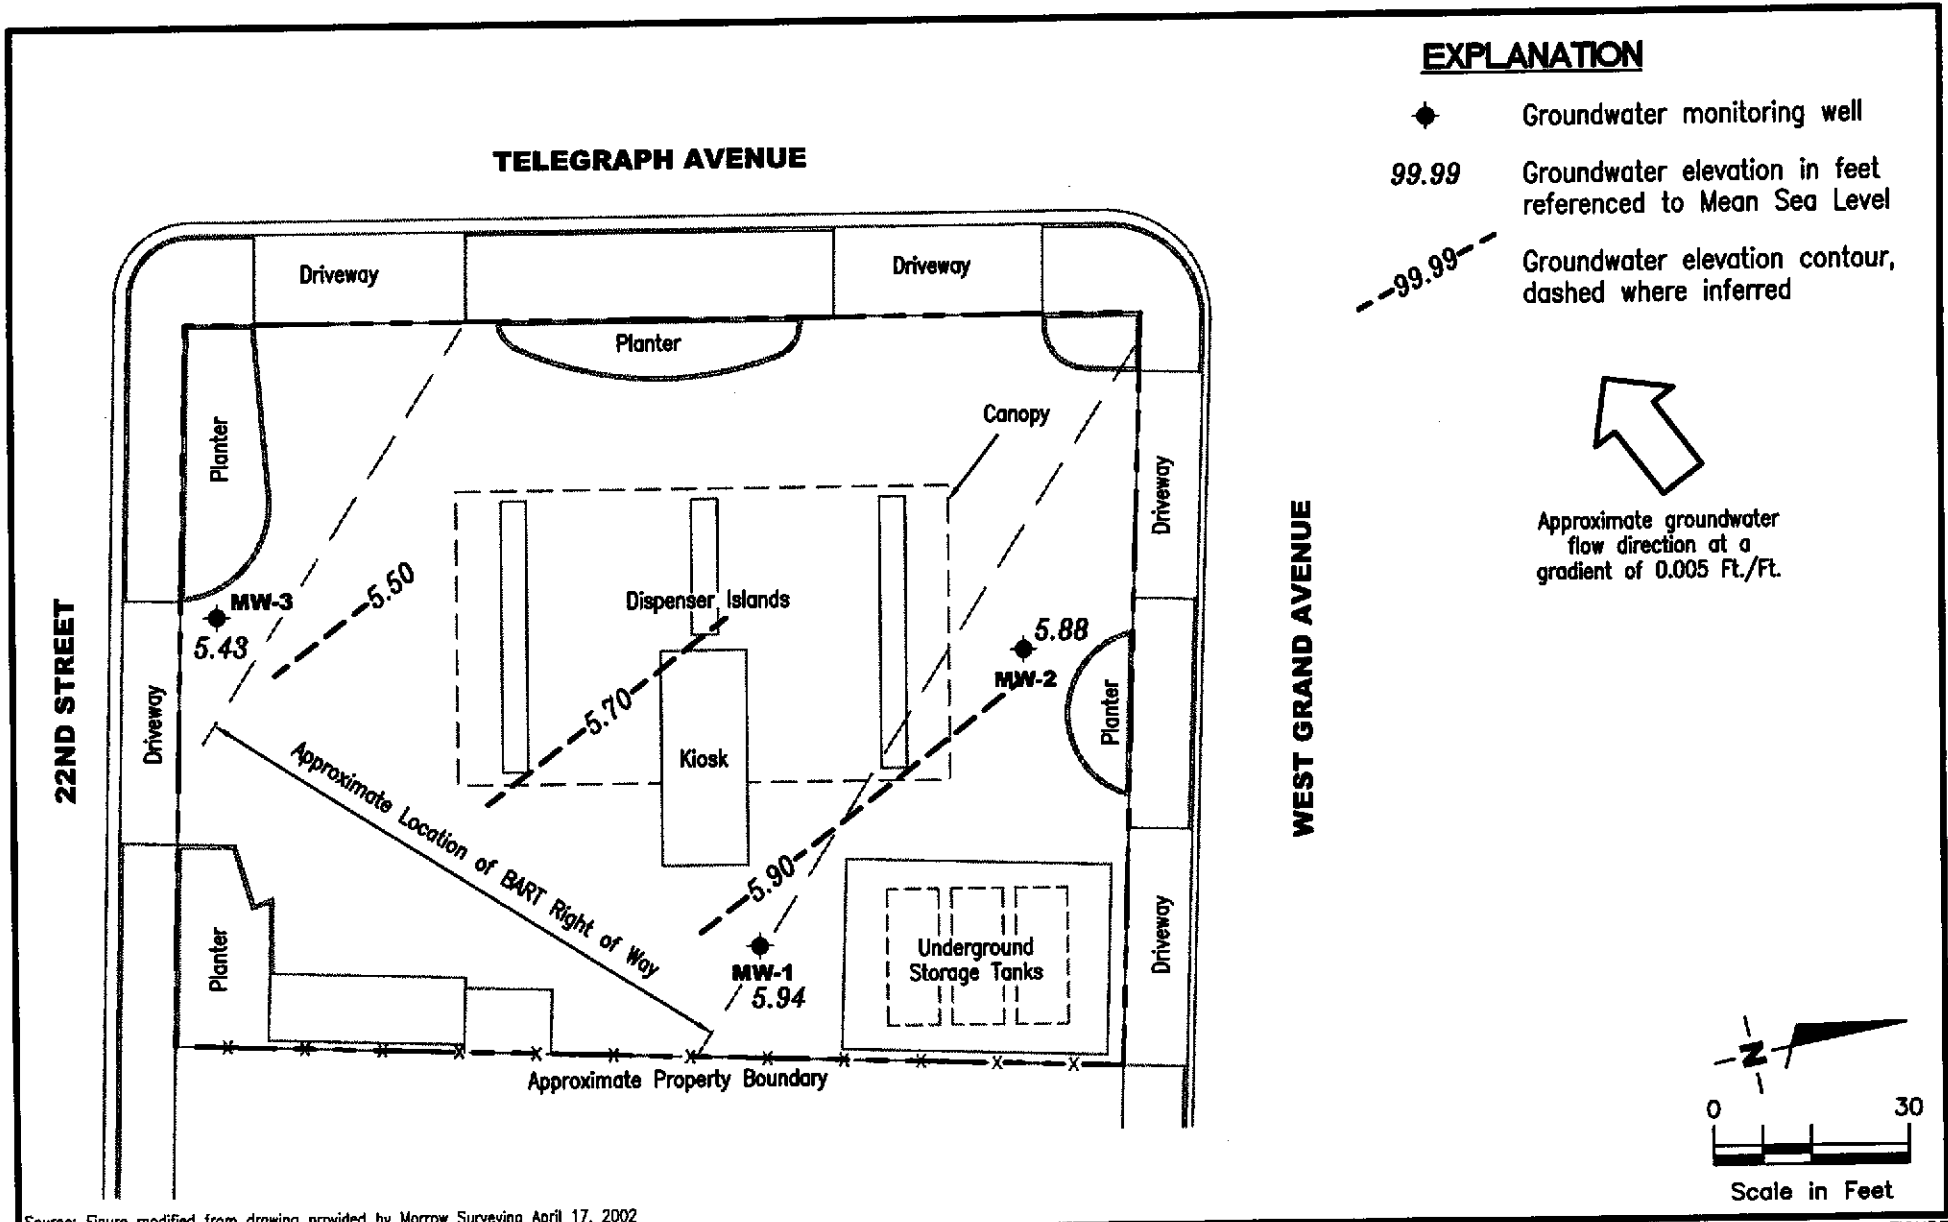 EXPLANATION
Groundwater monitoring well
99.99
Groundwater elevation in feet
referenced to Mean Sea Level
99.99
Groundwater elevation contour,
dashed where inferred
Approximate groundwater
flow direction at a
gradient of 0.005 Ft./Ft.
TELEGRAPH AVENUE
Driveway
Driveway
Planter
Planter
Canopy
Driveway
5.50
MW-3
5.43
Dispenser Islands
5.88
MW-2
5.70
Planter
22ND STREET
WEST GRAND AVENUE
Driveway
Kiosk
Approximate Location of BART Right of Way
5.90
Planter
MW-1
5.94
Underground
Storage Tanks
Driveway
Approximate Property Boundary
N
0 30
Scale in Feet
Source: Figure modified from drawing provided by Morrow Surveying April 17, 2002